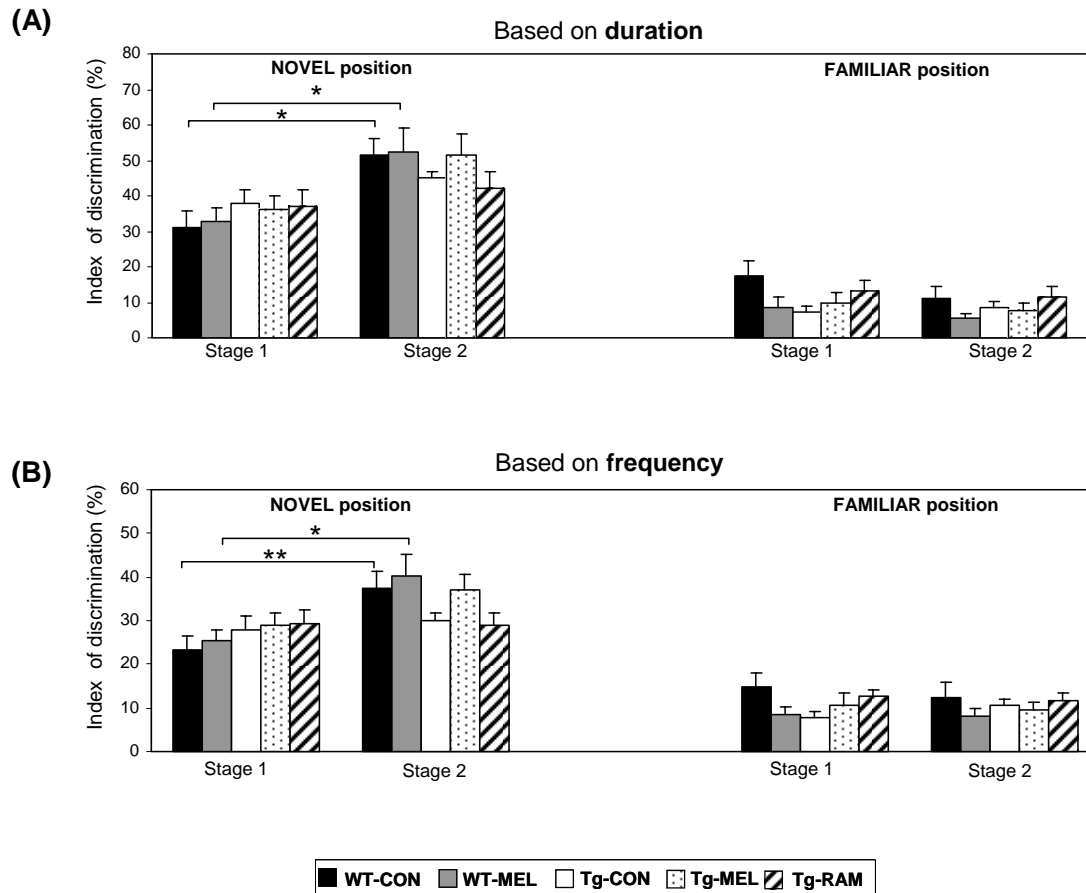 (A)
Based on duration
Index of discrimination (%)
80
70
60
50
40
30
20
10
0
NOVEL position
FAMILIAR position
*
*
Stage 1
Stage 2
Stage 1
Stage 2
(B)
Based on frequency
Index of discrimination (%)
60
50
40
30
20
10
0
NOVEL position
FAMILIAR position
*
**
Stage 1
Stage 2
Stage 1
Stage 2
WT-CON WT-MEL Tg-CON Tg-MEL Tg-RAM